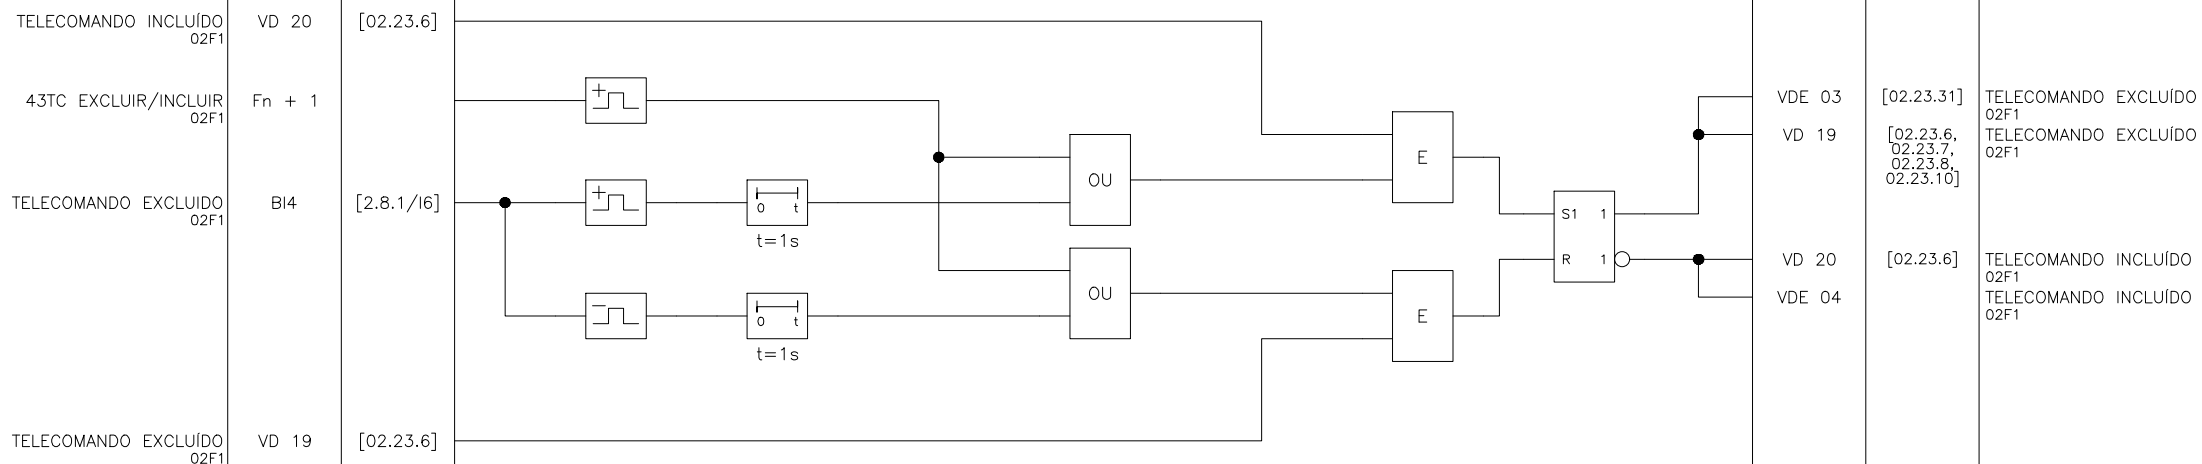 TELECOMANDO INCLUÍDO VD 20 [02.23.6]
02F1
43TC EXCLUIR/INCLUIR Fn + 1
02F1
TELECOMANDO EXCLUIDO BI4 [2.8.1/I6]
02F1
TELECOMANDO EXCLUÍDO VD 19 [02.23.6]
02F1
+
+
0 t
t=1s
−
0 t
t=1s
OU
OU
E
E
S1 1
R 1
VDE 03 [02.23.31] TELECOMANDO EXCLUÍDO
02F1
VD 19 [02.23.6, TELECOMANDO EXCLUÍDO
02.23.7, 02F1
02.23.8,
02.23.10]
VD 20 [02.23.6] TELECOMANDO INCLUÍDO
02F1
VDE 04 TELECOMANDO INCLUÍDO
02F1